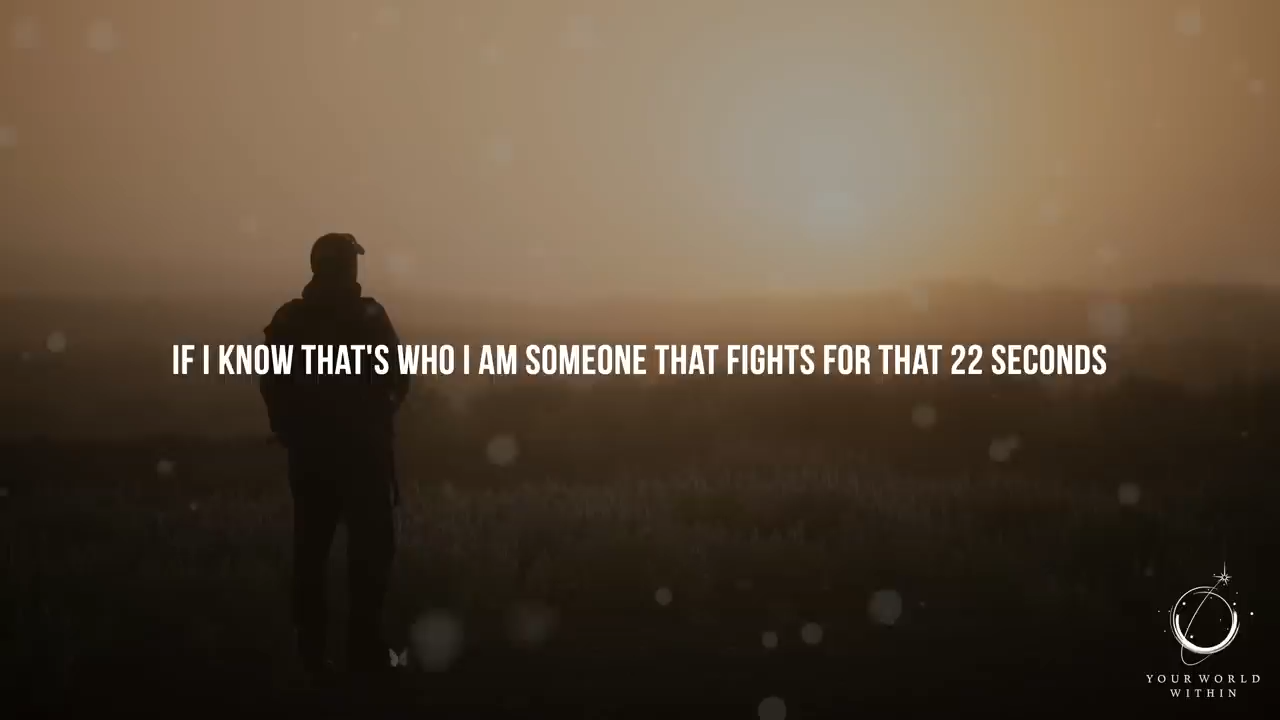 IF I KNOW THAT'S WHO I AM SOMEONE THAT FIGHTS FOR THAT 22 SECONDS
YOUR WORLD
WITHIN